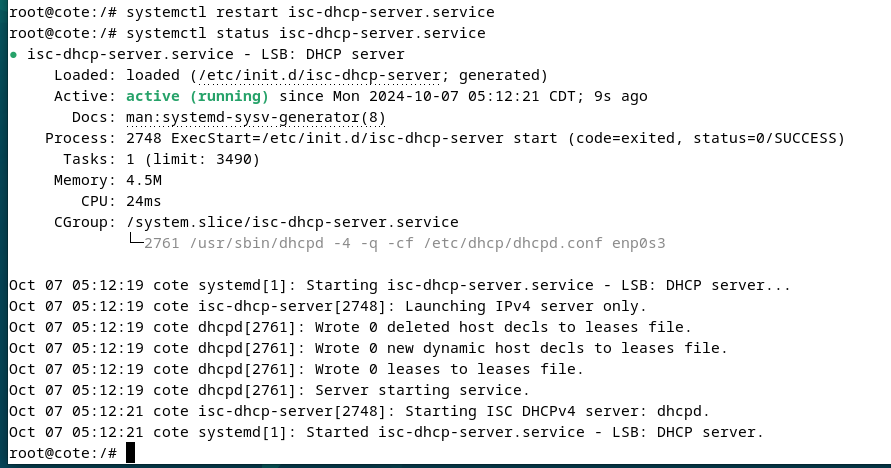 root@cote:/# systemctl restart isc-dhcp-server.service
root@cote:/# systemctl status isc-dhcp-server.service
● isc-dhcp-server.service - LSB: DHCP server
     Loaded: loaded (/etc/init.d/isc-dhcp-server; generated)
     Active: active (running) since Mon 2024-10-07 05:12:21 CDT; 9s ago
       Docs: man:systemd-sysv-generator(8)
    Process: 2748 ExecStart=/etc/init.d/isc-dhcp-server start (code=exited, status=0/SUCCESS)
      Tasks: 1 (limit: 3490)
     Memory: 4.5M
        CPU: 24ms
     CGroup: /system.slice/isc-dhcp-server.service
             └─2761 /usr/sbin/dhcpd -4 -q -cf /etc/dhcp/dhcpd.conf enp0s3

Oct 07 05:12:19 cote systemd[1]: Starting isc-dhcp-server.service - LSB: DHCP server...
Oct 07 05:12:19 cote isc-dhcp-server[2748]: Launching IPv4 server only.
Oct 07 05:12:19 cote dhcpd[2761]: Wrote 0 deleted host decls to leases file.
Oct 07 05:12:19 cote dhcpd[2761]: Wrote 0 new dynamic host decls to leases file.
Oct 07 05:12:19 cote dhcpd[2761]: Wrote 0 leases to leases file.
Oct 07 05:12:19 cote dhcpd[2761]: Server starting service.
Oct 07 05:12:21 cote isc-dhcp-server[2748]: Starting ISC DHCPv4 server: dhcpd.
Oct 07 05:12:21 cote systemd[1]: Started isc-dhcp-server.service - LSB: DHCP server.
root@cote:/#